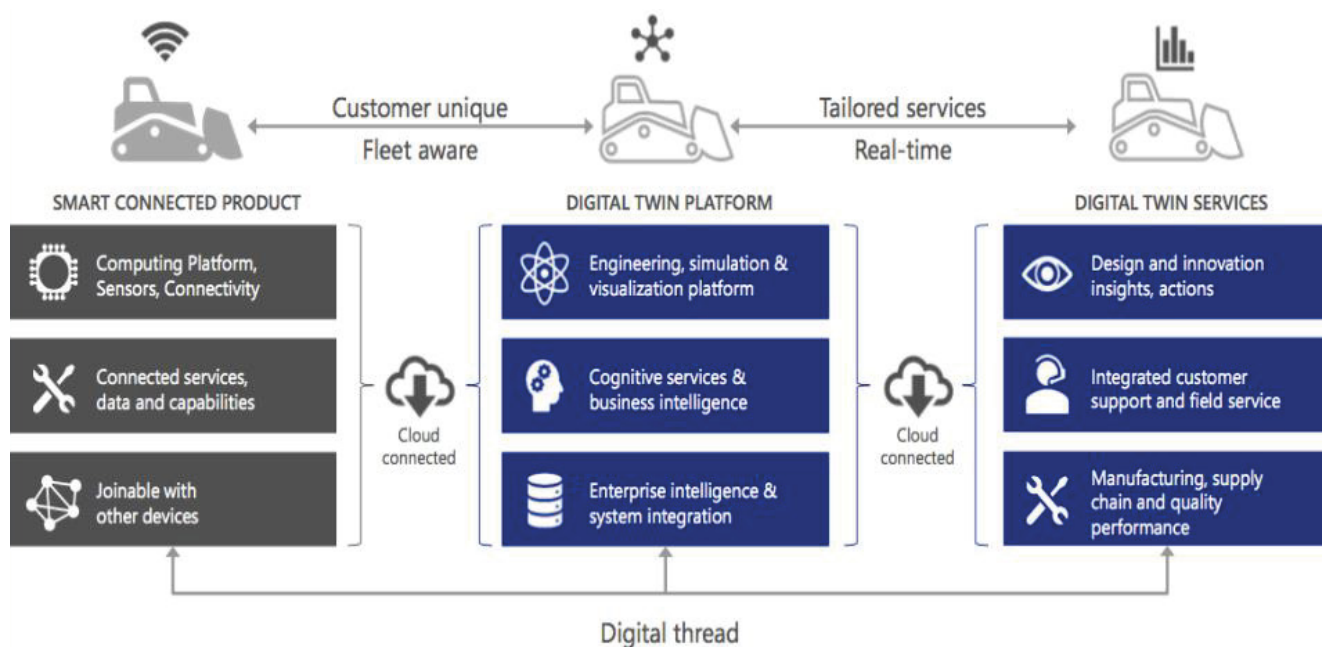 Customer unique
Fleet aware
Tailored services
Real-time
SMART CONNECTED PRODUCT
DIGITAL TWIN PLATFORM
DIGITAL TWIN SERVICES
Computing Platform,
Sensors, Connectivity
Connected services,
data and capabilities
Joinable with
other devices
Cloud
connected
Engineering, simulation &
visualization platform
Cognitive services &
business intelligence
Enterprise intelligence &
system integration
Cloud
connected
Design and innovation
insights, actions
Integrated customer
support and field service
Manufacturing, supply
chain and quality
performance
Digital thread